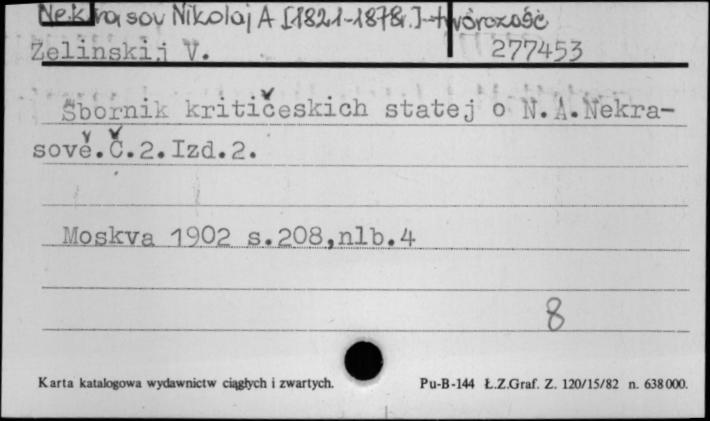 Nekrasov Nikolaj A [1821-1878r.]-twórczość
Zelinskij V. 277453
Sbornik kritičeskich statej o N.A.Nekra-
sově.Č.2.Izd.2.
Moskva 1902 s.208,nlb.4
8
Karta katalogowa wydawnictw ciągłych i zwartych. Pu-B-144 Ł.Z.Graf. Z. 120/15/82 n. 638000.